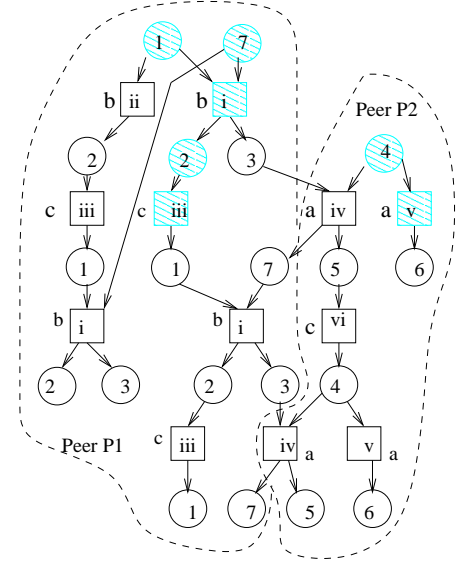 1 7
b ii b i Peer P2
2 2 3 4
c iii c iii a iv a v
1 1 7 5 6
b i b i c vi
2 3 2 3 4
Peer P1 c iii iv a v a
1 7 5 6